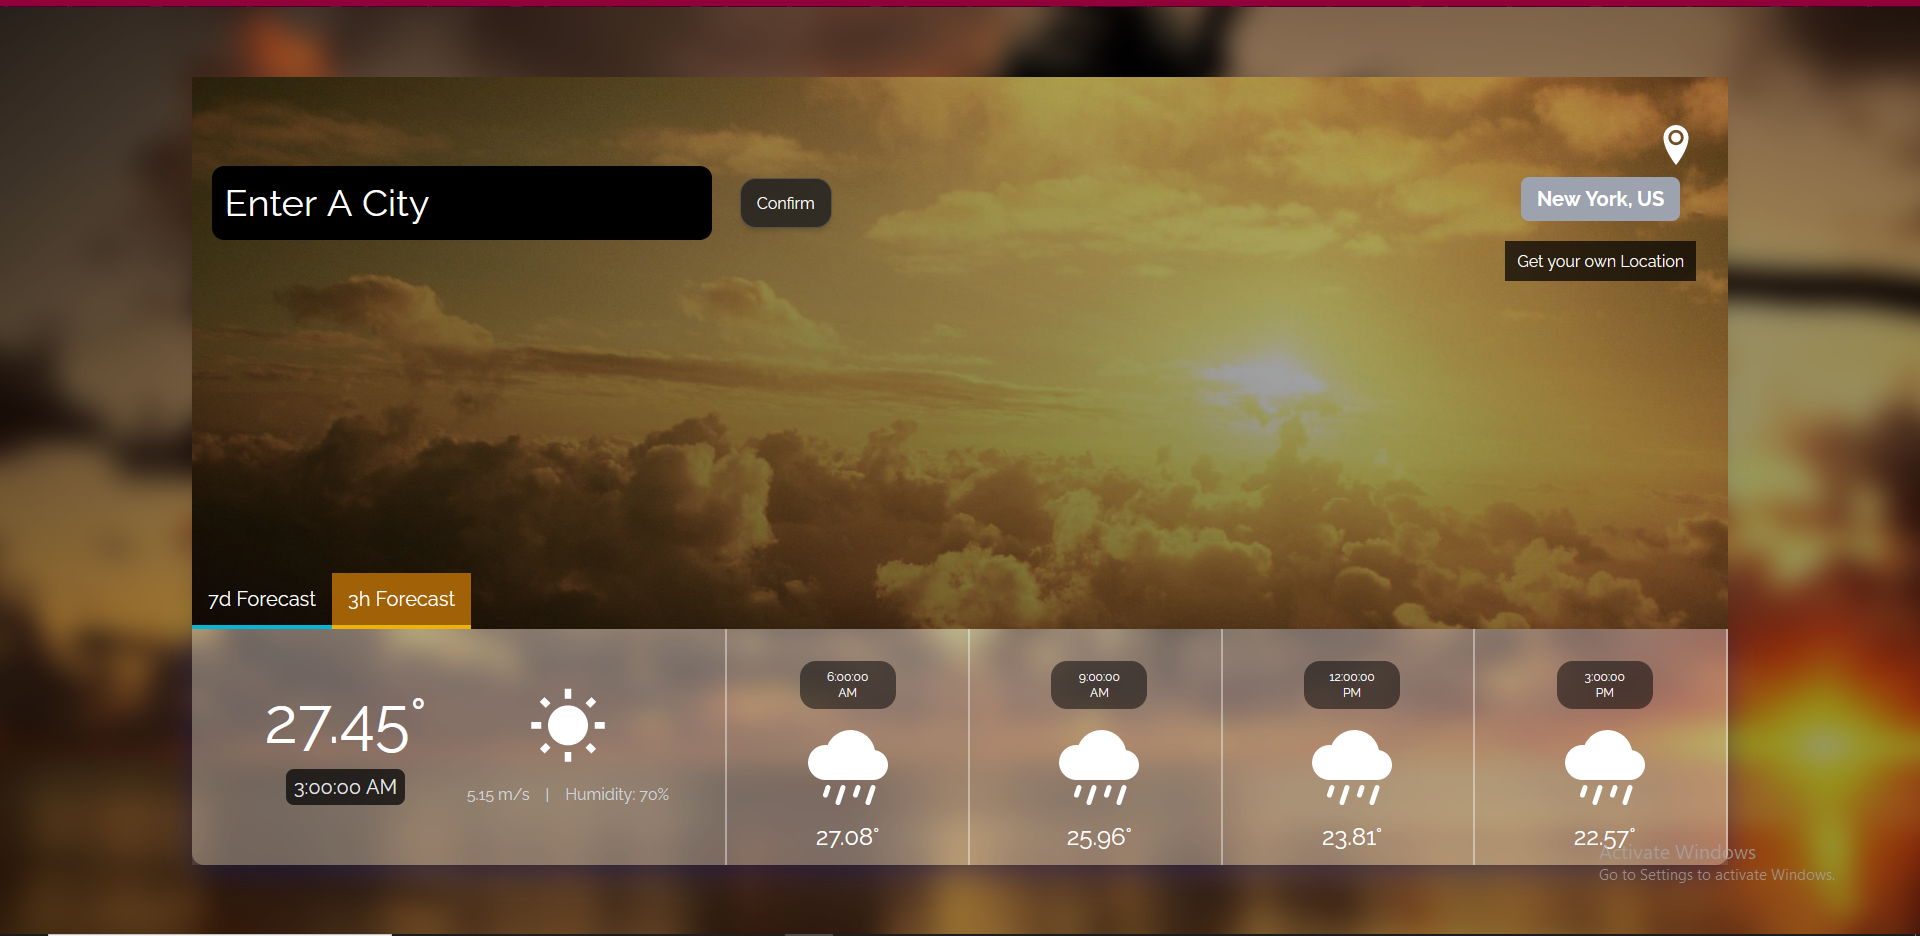 Enter A City
Confirm
New York, US
Get your own Location
7d Forecast
3h Forecast
27.45°
3:00:00 AM
5.15 m/s | Humidity: 70%
6:00:00
AM
27.08°
9:00:00
AM
25.96°
12:00:00
PM
23.81°
3:00:00
PM
22.57°
Activate Windows
Go to Settings to activate Windows.